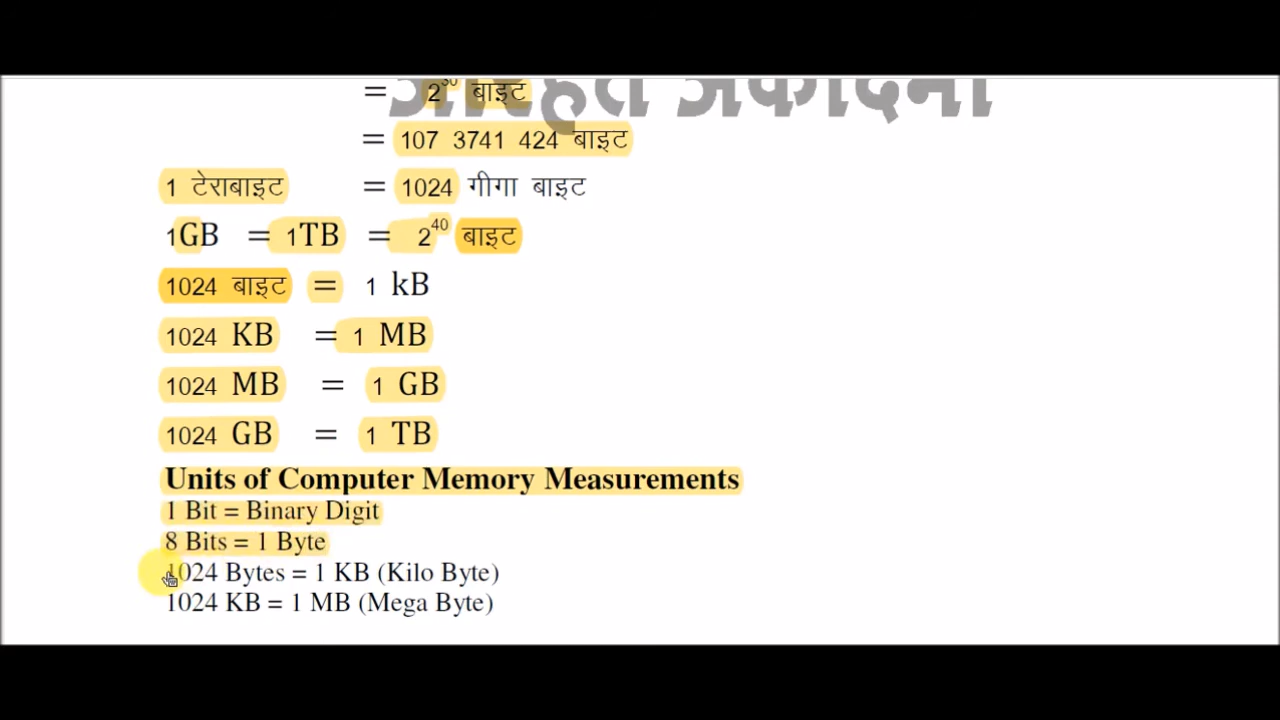 = 2³⁰ बाइट
= 107 3741 424 बाइट
1 टेराबाइट = 1024 गीगा बाइट
1GB = 1TB = 2⁴⁰ बाइट
1024 बाइट = 1 kB
1024 KB = 1 MB
1024 MB = 1 GB
1024 GB = 1 TB
Units of Computer Memory Measurements
1 Bit = Binary Digit
8 Bits = 1 Byte
1024 Bytes = 1 KB (Kilo Byte)
1024 KB = 1 MB (Mega Byte)